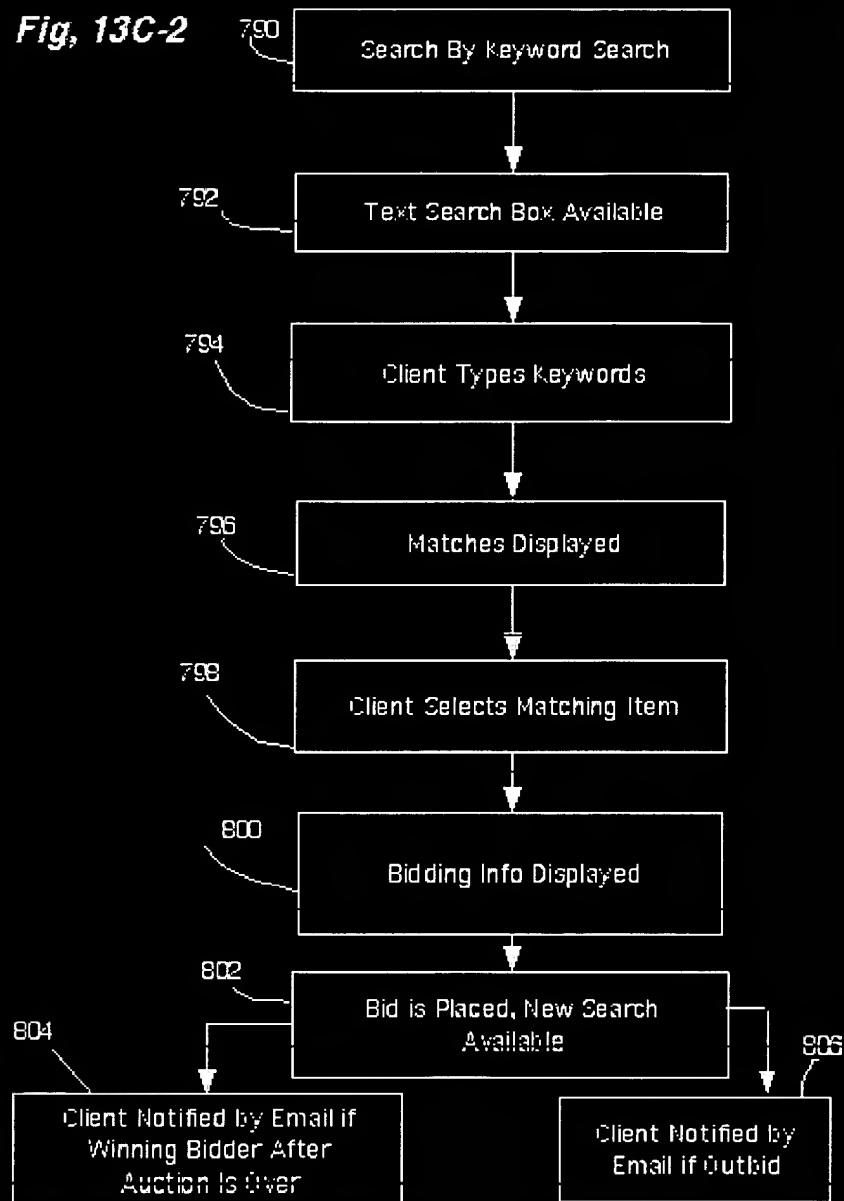 Fig, 13C-2
790
Search By Keyword Search
792
Text Search Box Available
794
Client Types Keywords
796
Matches Displayed
798
Client Selects Matching Item
800
Bidding Info Displayed
802
Bid is Placed, New Search
Available
804
806
Client Notified by Email if
Winning Bidder After
Auction Is Over
Client Notified by
Email if Outbid